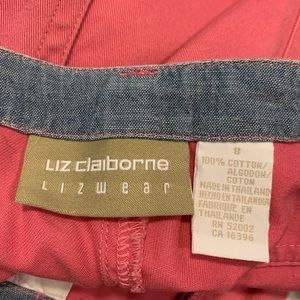 LIZ CLAIBORNE
LIZWEAR
8
100% COTTON/
ALGODON/
COTON
MADE IN THAILAND/
HECHO EN TAILANDIA/
FABRIQUE EN
THAILANDE
RN 52002
CA 16396